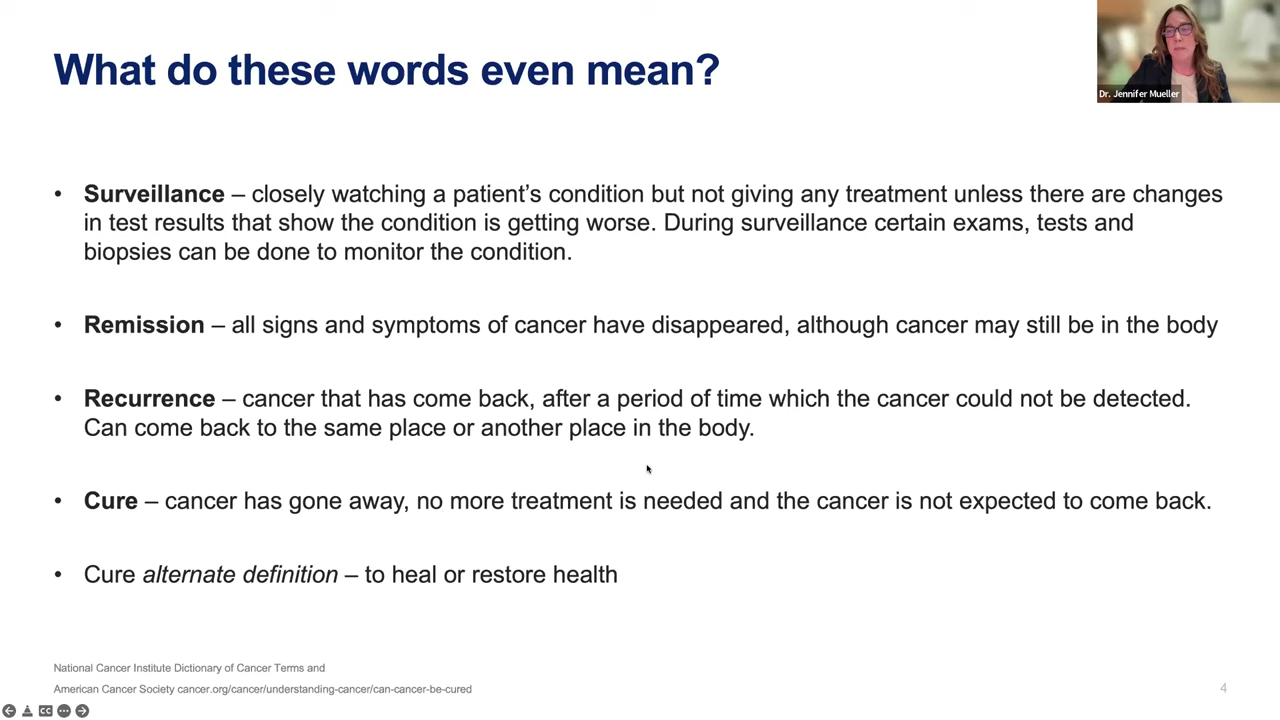 What do these words even mean?
Dr. Jennifer Mueller
• Surveillance – closely watching a patient’s condition but not giving any treatment unless there are changes
in test results that show the condition is getting worse. During surveillance certain exams, tests and
biopsies can be done to monitor the condition.
• Remission – all signs and symptoms of cancer have disappeared, although cancer may still be in the body
• Recurrence – cancer that has come back, after a period of time which the cancer could not be detected.
Can come back to the same place or another place in the body.
• Cure – cancer has gone away, no more treatment is needed and the cancer is not expected to come back.
• Cure alternate definition – to heal or restore health
National Cancer Institute Dictionary of Cancer Terms and
American Cancer Society cancer.org/cancer/understanding-cancer/can-cancer-be-cured
4
CC